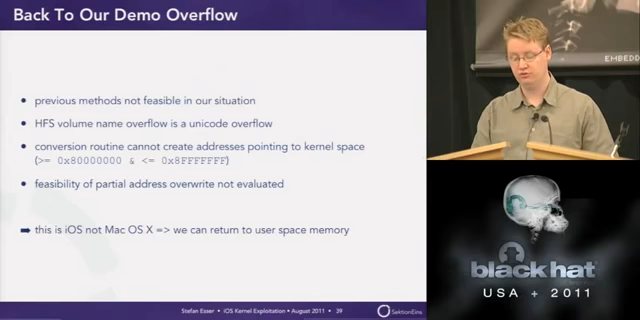 Back To Our Demo Overflow
• previous methods not feasible in our situation
• HFS volume name overflow is a unicode overflow
• conversion routine cannot create addresses pointing to kernel space
(>= 0x80000000 & <= 0x8FFFFFFF)
• feasibility of partial address overwrite not evaluated
➡ this is iOS not Mac OS X => we can return to user space memory
Stefan Esser • iOS Kernel Exploitation • August 2011 • 39
SektionEins
EMBEDD
black hat
USA + 2011